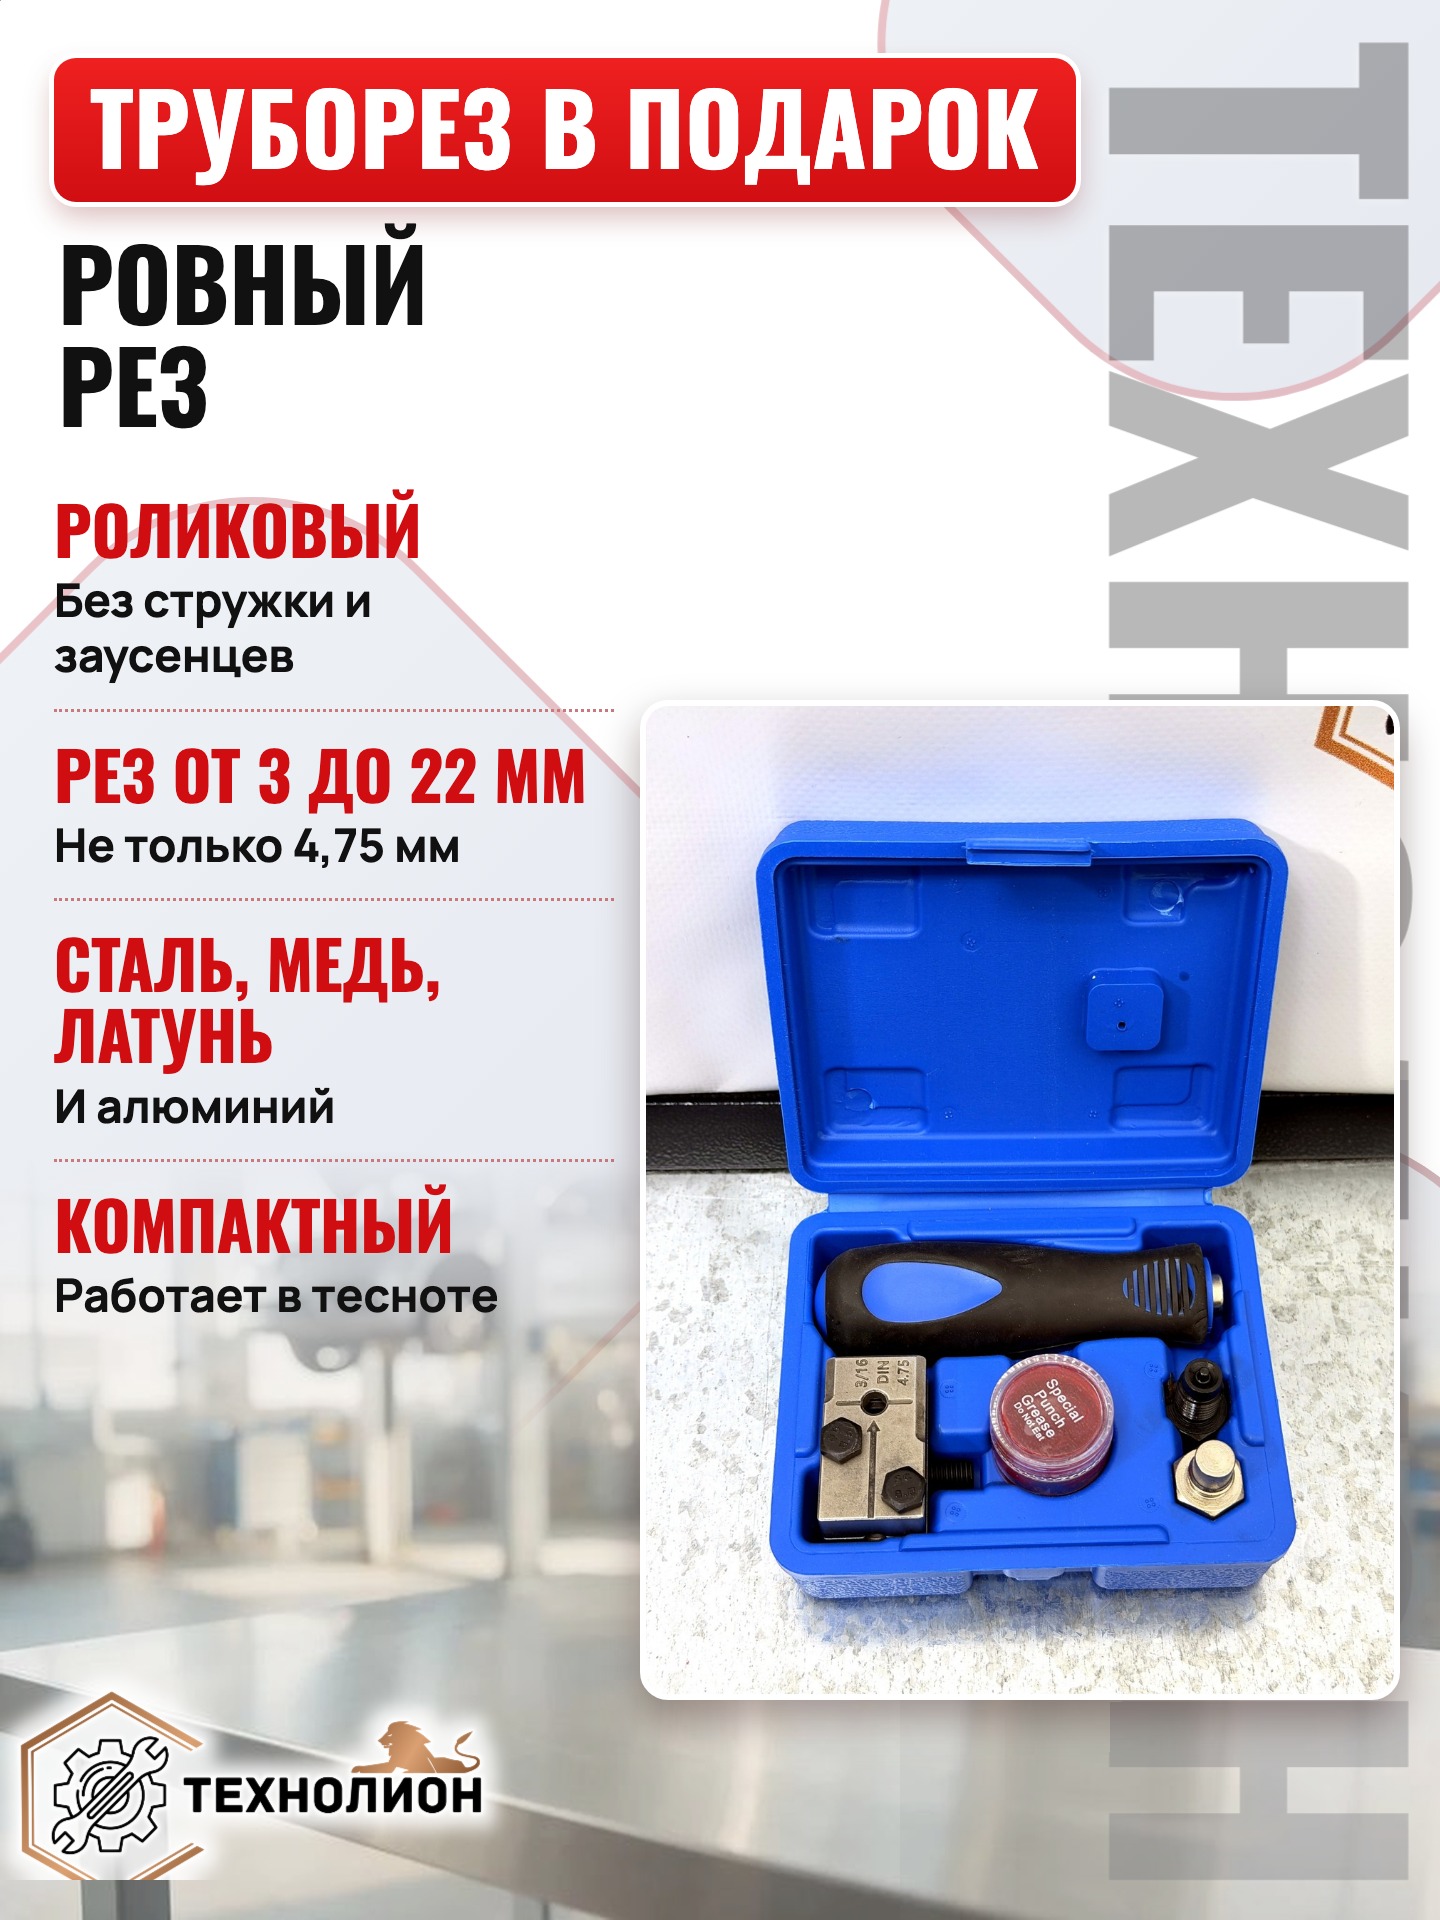 ТРУБОРЕЗ В ПОДАРОК
РОВНЫЙ
РЕЗ
РОЛИКОВЫЙ
Без стружки и
заусенцев
РЕЗ ОТ 3 ДО 22 ММ
Не только 4,75 мм
СТАЛЬ, МЕДЬ,
ЛАТУНЬ
И алюминий
КОМПАКТНЫЙ
Работает в тесноте
3/16
DIN
4.75
Special
Punch
Grease
Do Not Eat
ТЕХНОЛИОН